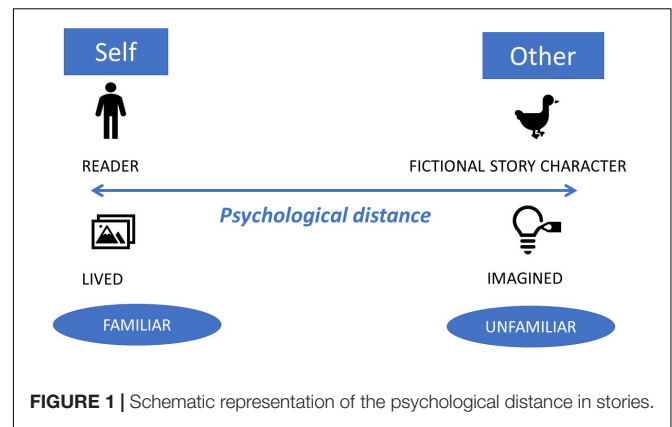 Self
Other
READER
FICTIONAL STORY CHARACTER
Psychological distance
LIVED
IMAGINED
FAMILIAR
UNFAMILIAR
FIGURE 1 | Schematic representation of the psychological distance in stories.